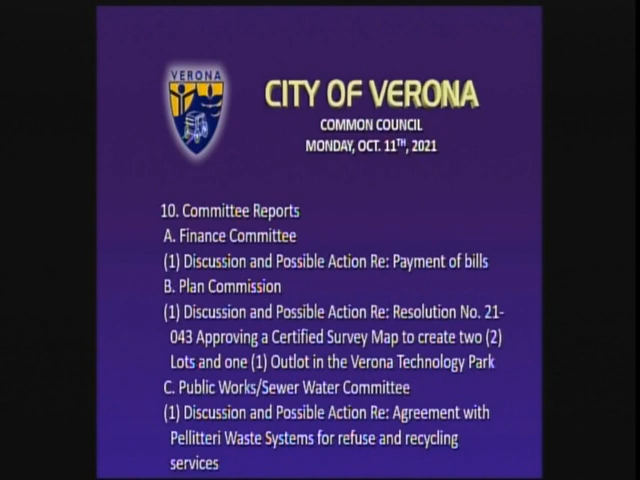 VERONA
CITY OF VERONA
COMMON COUNCIL
MONDAY, OCT. 11TH, 2021
10. Committee Reports
A. Finance Committee
(1) Discussion and Possible Action Re: Payment of bills
B. Plan Commission
(1) Discussion and Possible Action Re: Resolution No. 21-
043 Approving a Certified Survey Map to create two (2)
Lots and one (1) Outlot in the Verona Technology Park
C. Public Works/Sewer Water Committee
(1) Discussion and Possible Action Re: Agreement with
Pellitteri Waste Systems for refuse and recycling
services